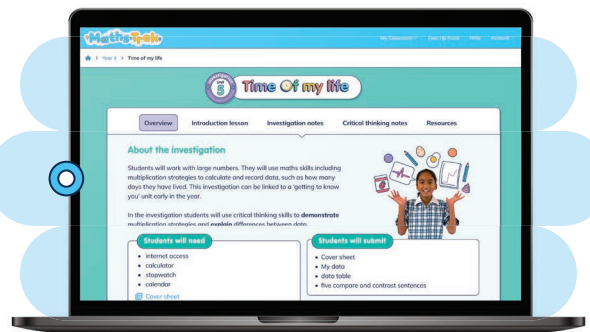 Maths Trek
My Classroom Even Up Pivot Help Account
Year 6 > Time of my life
Investigation
5
Time Of my life
Overview Introduction lesson Investigation notes Critical thinking notes Resources
About the investigation
Students will work with large numbers. They will use maths skills including
multiplication strategies to calculate and record data, such as how many
days they have lived. This investigation can be linked to a 'getting to know
you' unit early in the year.
In the investigation students will use critical thinking skills to demonstrate
multiplication strategies and explain differences between data.
Students will need
• internet access
• calculator
• stopwatch
• calendar
Cover sheet
Students will submit
• Cover sheet
• My data
• data table
• five compare and contrast sentences